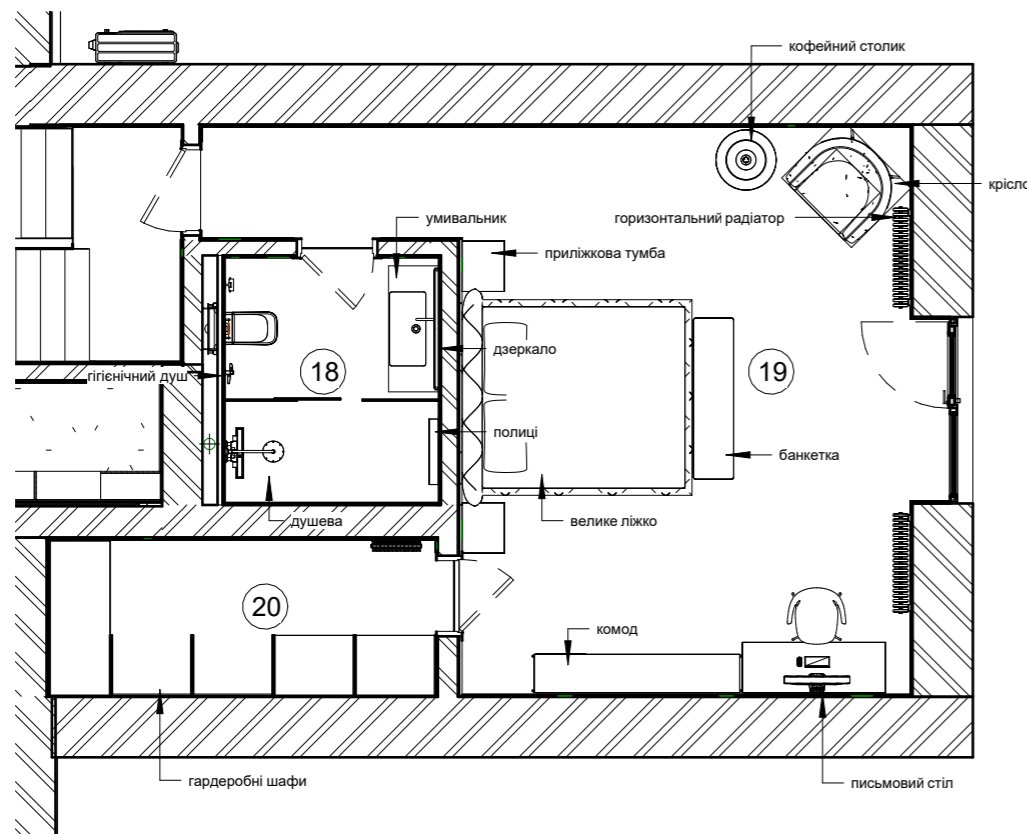 кофейний столик
крісло
умивальник
горизонтальний радіатор
приліжкова тумба
дзеркало
18
19
гігієнічний душ
полиці
банкетка
душева
велике ліжко
20
комод
гардеробні шафи
письмовий стіл